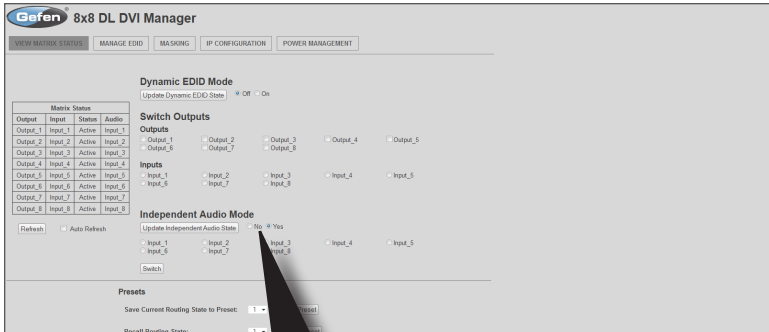 Gefen 8x8 DL DVI Manager
VIEW MATRIX STATUS MANAGE EDID MASKING IP CONFIGURATION POWER MANAGEMENT
Dynamic EDID Mode
Update Dynamic EDID State Off On
Matrix Status
Output Input Status Audio
Output_1 Input_1 Active Input_1
Output_2 Input_2 Active Input_2
Output_3 Input_3 Active Input_3
Output_4 Input_4 Active Input_4
Output_5 Input_5 Active Input_5
Output_6 Input_6 Active Input_6
Output_7 Input_7 Active Input_7
Output_8 Input_8 Active Input_8
Refresh Auto Refresh
Switch Outputs
Outputs
Output_1 Output_2 Output_3 Output_4 Output_5
Output_6 Output_7 Output_8
Inputs
Input_1 Input_2 Input_3 Input_4 Input_5
Input_6 Input_7 Input_8
Independent Audio Mode
Update Independent Audio State No Yes
Input_1 Input_2 Input_3 Input_4 Input_5
Input_6 Input_7 Input_8
Switch
Presets
Save Current Routing State to Preset: 1
Recall Routing State: 1